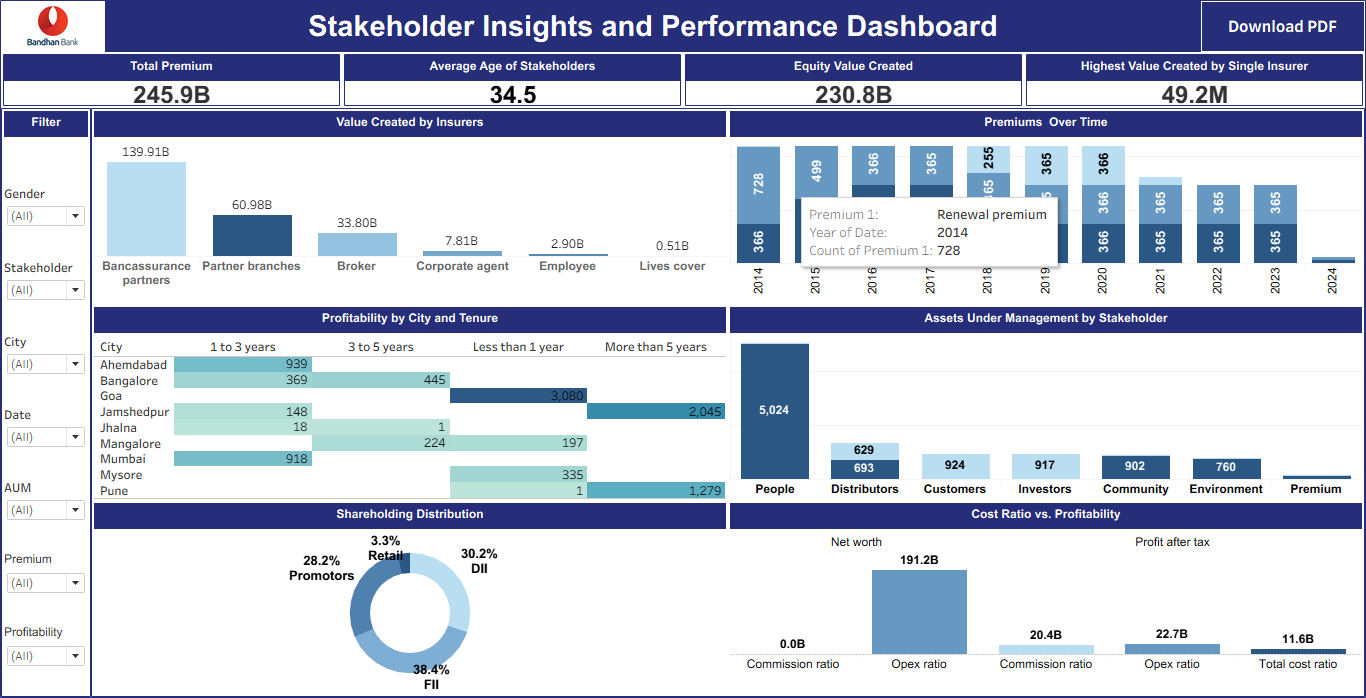 Bandhan Bank
Stakeholder Insights and Performance Dashboard
Download PDF
Total Premium
245.9B
Average Age of Stakeholders
34.5
Equity Value Created
230.8B
Highest Value Created by Single Insurer
49.2M
Filter
Gender
(All)
Stakeholder
(All)
City
(All)
Date
(All)
AUM
(All)
Premium
(All)
Profitability
(All)
Value Created by Insurers
139.91B
60.98B
33.80B
7.81B
2.90B
0.51B
Bancassurance
partners
Partner branches
Broker
Corporate agent
Employee
Lives cover
Premiums Over Time
728
499
366
365
255
365
366
366
365
365
365
366
366
365
365
365
Premium 1: Renewal premium
Year of Date: 2014
Count of Premium 1: 728
2014
2015
2016
2017
2018
2019
2020
2021
2022
2023
2024
Profitability by City and Tenure
City 1 to 3 years 3 to 5 years Less than 1 year More than 5 years
Ahemdabad 939
Bangalore 369 445
Goa 3,080
Jamshedpur 148 2,045
Jhalna 18 1
Mangalore 224 197
Mumbai 918
Mysore 335
Pune 1 1,279
Assets Under Management by Stakeholder
5,024
629
693
924
917
902
760
People Distributors Customers Investors Community Environment Premium
Shareholding Distribution
3.3%
Retail
28.2%
Promotors
30.2%
DII
38.4%
FII
Cost Ratio vs. Profitability
Net worth Profit after tax
0.0B
191.2B
20.4B
22.7B
11.6B
Commission ratio Opex ratio Commission ratio Opex ratio Total cost ratio